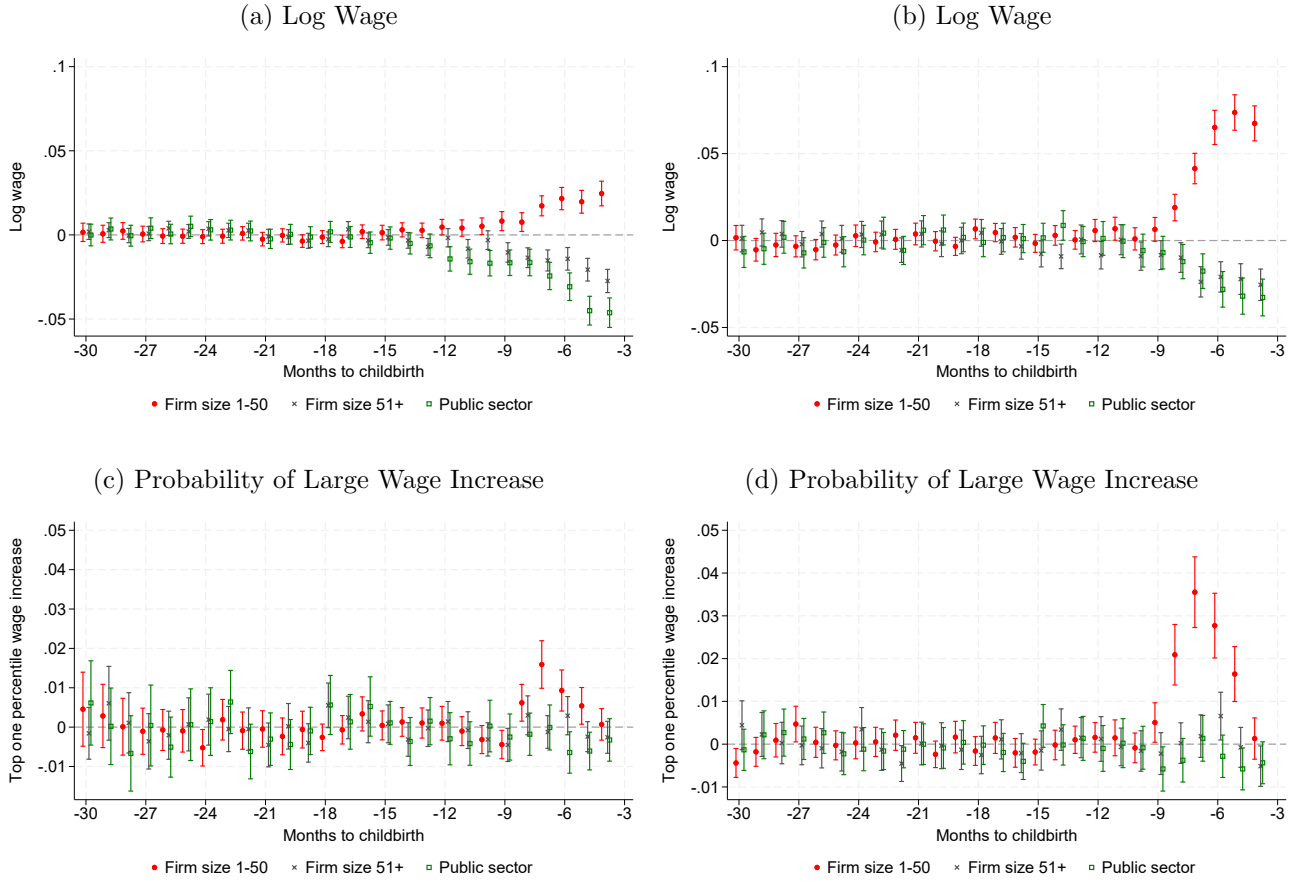 (a) Log Wage
(b) Log Wage
.1
.05
0
-.05
Log wage
-30 -27 -24 -21 -18 -15 -12 -9 -6 -3
Months to childbirth
Firm size 1-50 Firm size 51+ Public sector
.1
.05
0
-.05
Log wage
-30 -27 -24 -21 -18 -15 -12 -9 -6 -3
Months to childbirth
Firm size 1-50 Firm size 51+ Public sector
(c) Probability of Large Wage Increase
(d) Probability of Large Wage Increase
.05
.04
.03
.02
.01
0
-.01
Top one percentile wage increase
-30 -27 -24 -21 -18 -15 -12 -9 -6 -3
Months to childbirth
Firm size 1-50 Firm size 51+ Public sector
.05
.04
.03
.02
.01
0
-.01
Top one percentile wage increase
-30 -27 -24 -21 -18 -15 -12 -9 -6 -3
Months to childbirth
Firm size 1-50 Firm size 51+ Public sector